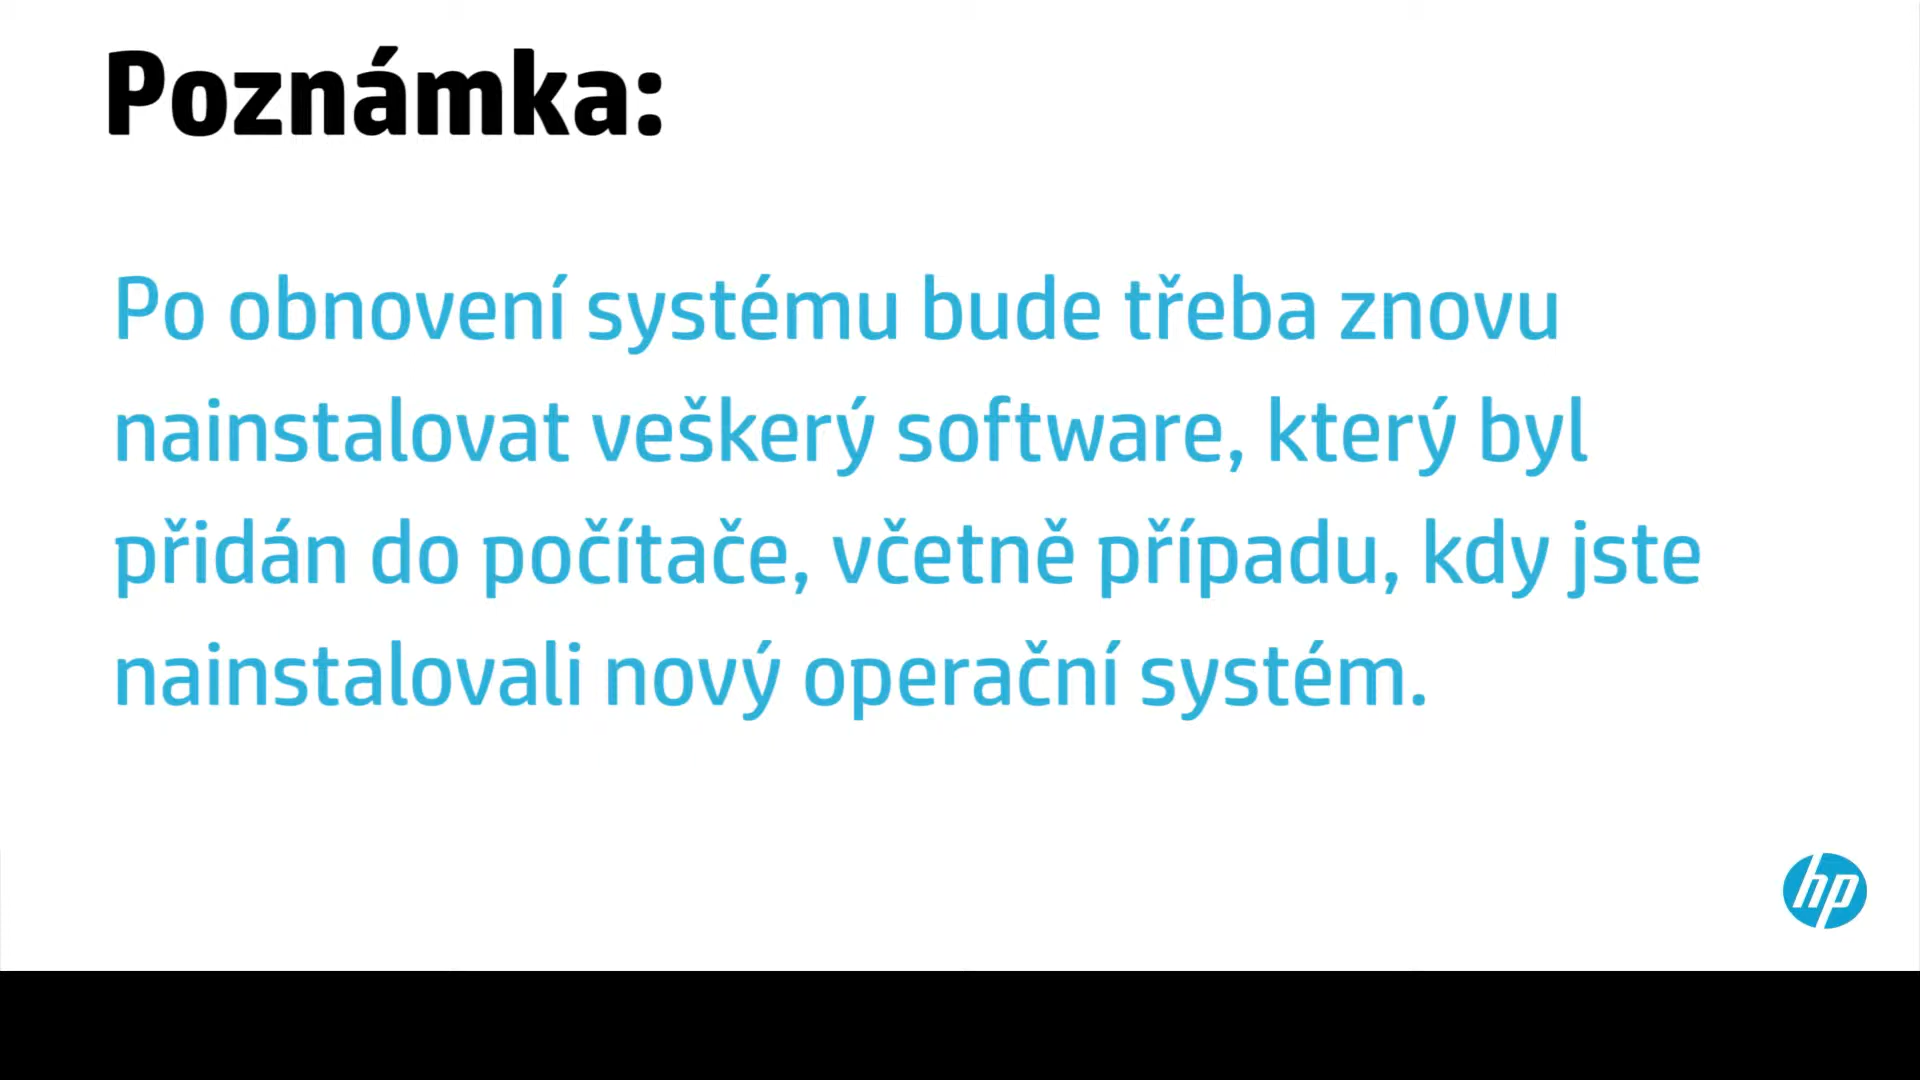 Poznámka:
Po obnovení systému bude třeba znovu
nainstalovat veškerý software, který byl
přidán do počítače, včetně případu, kdy jste
nainstalovali nový operační systém.
hp